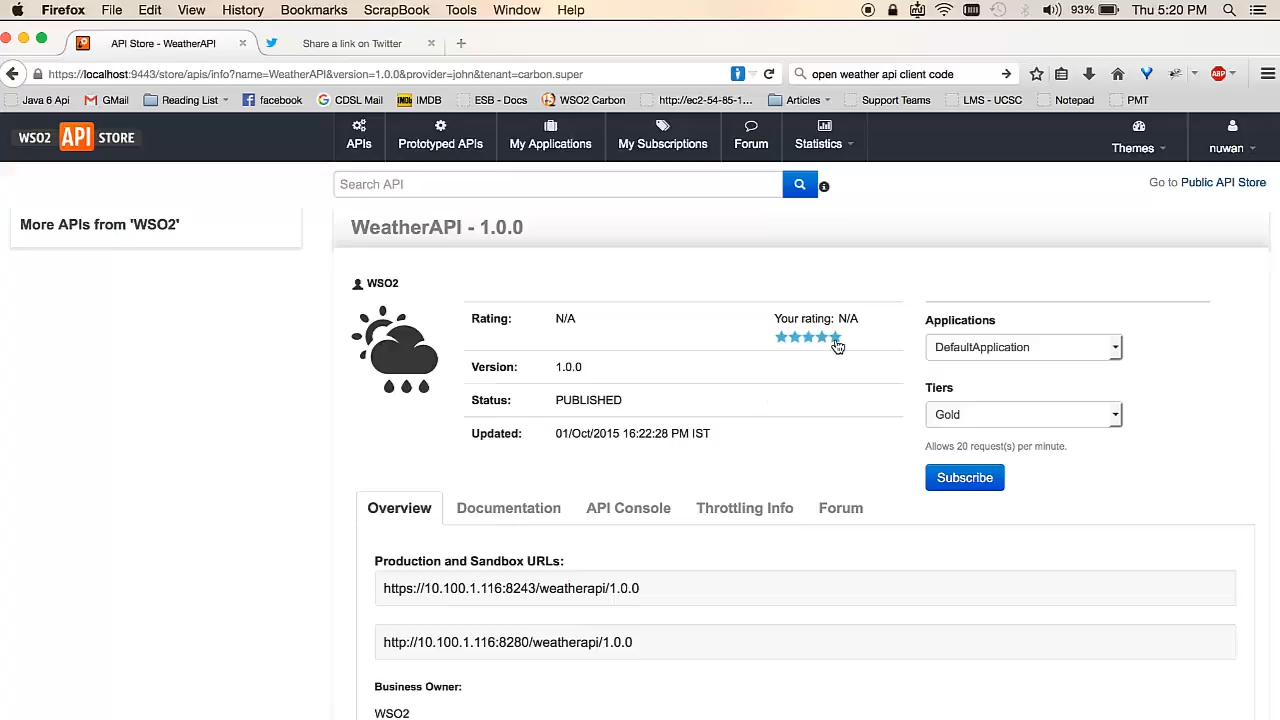 Firefox File Edit View History Bookmarks ScrapBook Tools Window Help 93% Thu 5:20 PM
API Store - WeatherAPI Share a link on Twitter
https://localhost:9443/store/apis/info?name=WeatherAPI&version=1.0.0&provider=john&tenant=carbon.super open weather api client code ABP
Java 6 Api GMail Reading List facebook CDSL Mail IMDb IMDB ESB - Docs WSO2 Carbon http://ec2-54-85-1... Articles Support Teams LMS - UCSC Notepad PMT
WSO2 API STORE APIs Prototyped APIs My Applications My Subscriptions Forum Statistics Themes nuwan
Search API Go to Public API Store
More APIs from 'WSO2'
WeatherAPI - 1.0.0
WSO2
Rating: N/A Your rating: N/A
Version: 1.0.0
Status: PUBLISHED
Updated: 01/Oct/2015 16:22:28 PM IST
Applications
DefaultApplication
Tiers
Gold
Allows 20 request(s) per minute.
Subscribe
Overview Documentation API Console Throttling Info Forum
Production and Sandbox URLs:
https://10.100.1.116:8243/weatherapi/1.0.0
http://10.100.1.116:8280/weatherapi/1.0.0
Business Owner:
WSO2